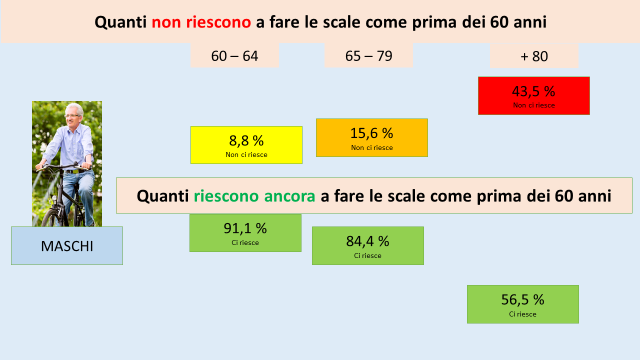 Quanti non riescono a fare le scale come prima dei 60 anni
60 – 64
65 – 79
+ 80
43,5 %
Non ci riesce
8,8 %
Non ci riesce
15,6 %
Non ci riesce
Quanti riescono ancora a fare le scale come prima dei 60 anni
MASCHI
91,1 %
Ci riesce
84,4 %
Ci riesce
56,5 %
Ci riesce